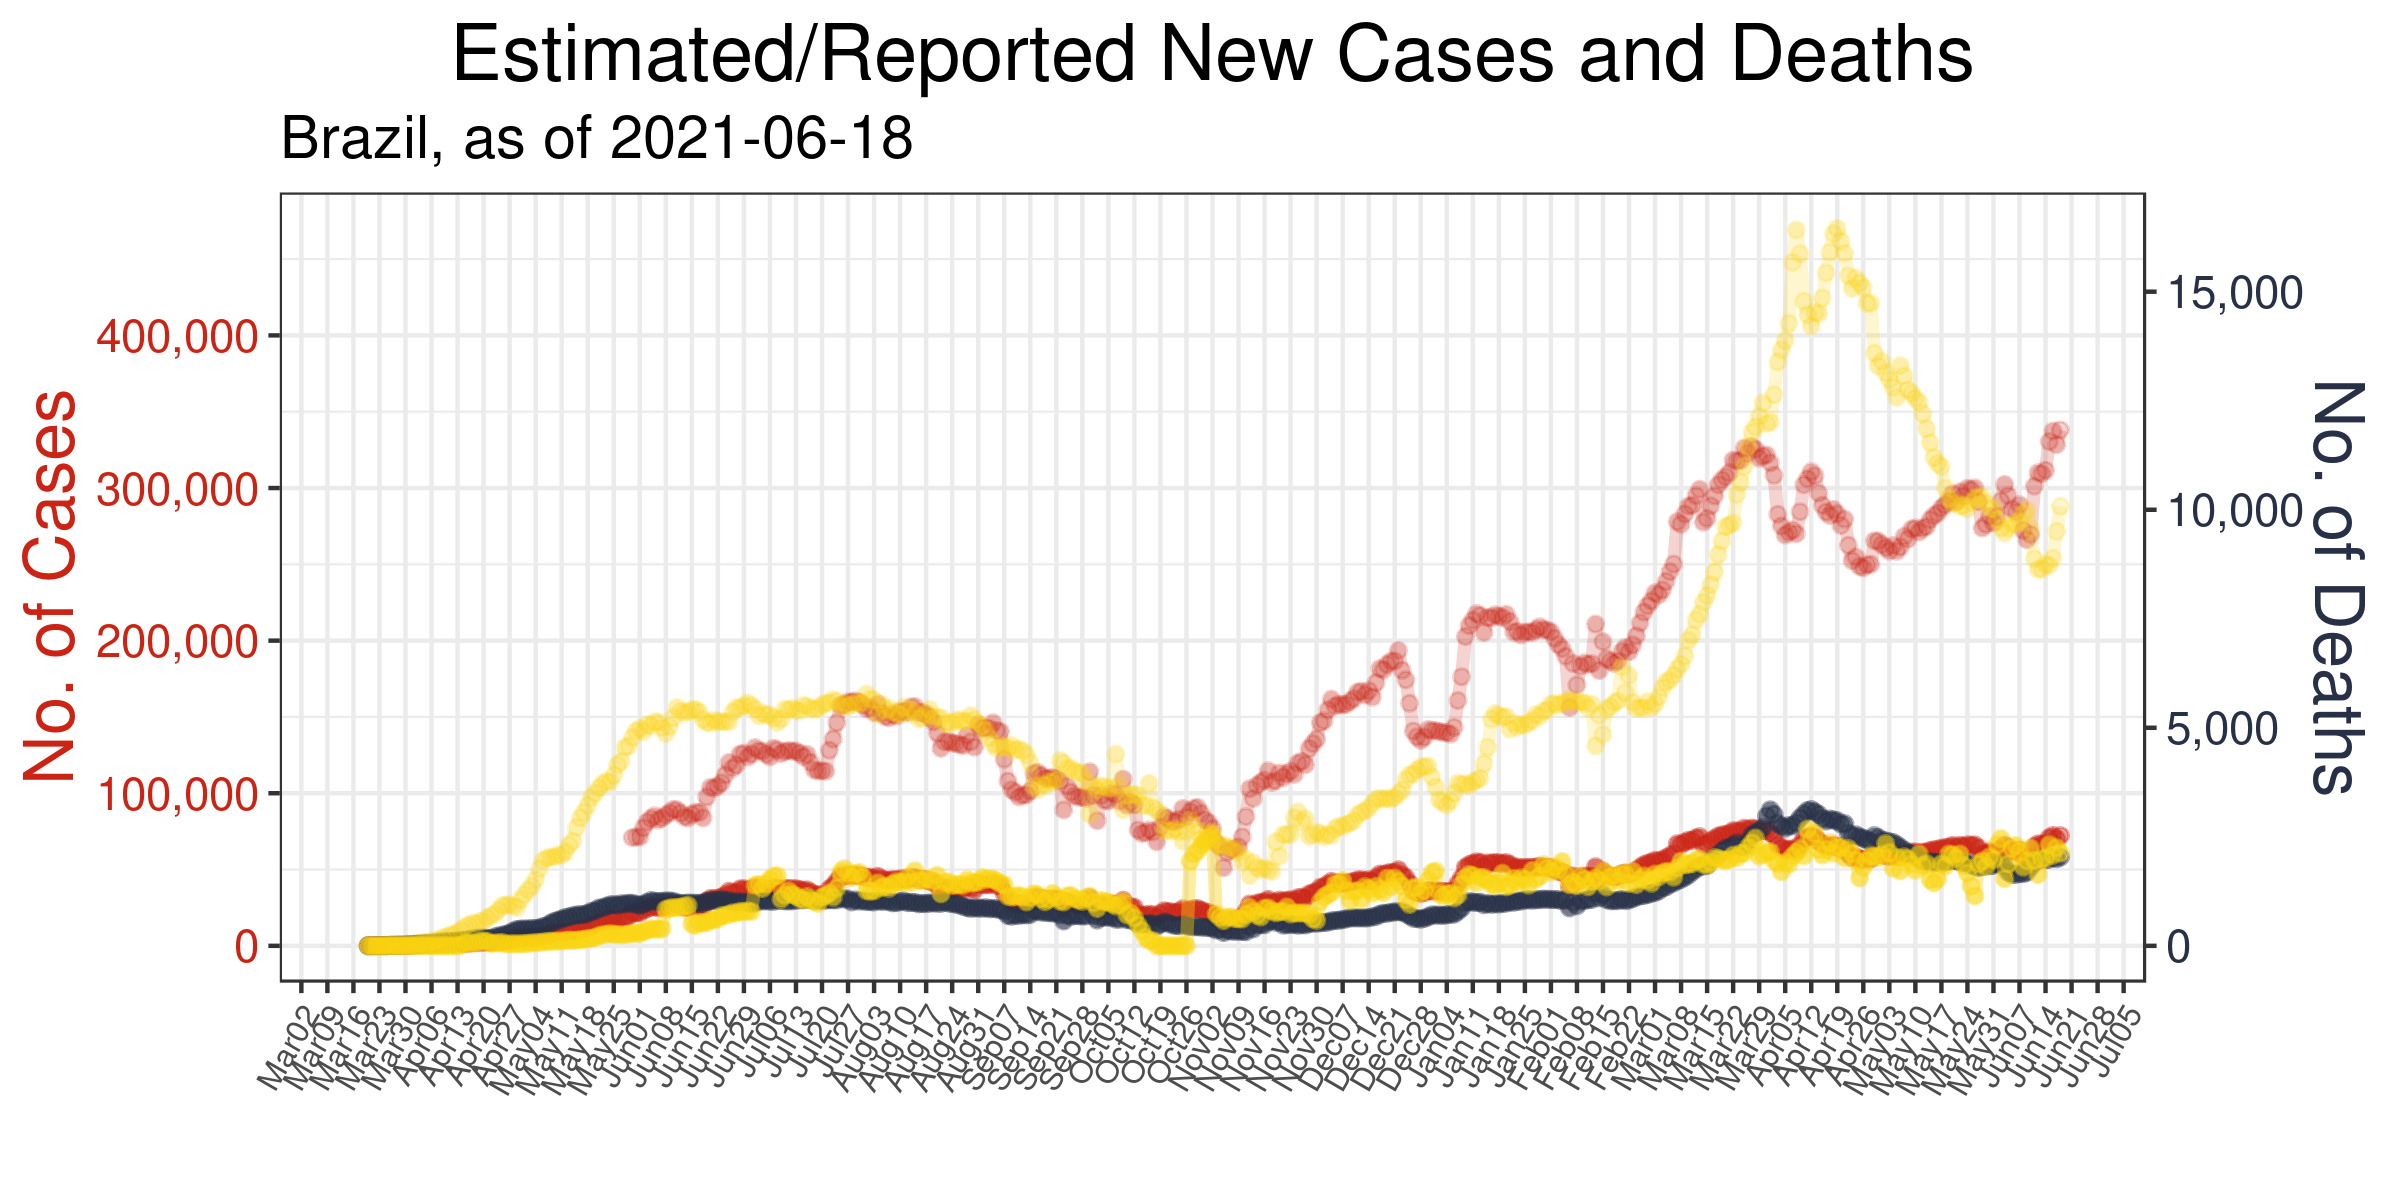 Estimated/Reported New Cases and Deaths
Brazil, as of 2021-06-18
No. of Cases
400,000
300,000
200,000
100,000
0
15,000
10,000
5,000
0
No. of Deaths
Mar02
Mar09
Mar16
Mar23
Mar30
Apr06
Apr13
Apr20
Apr27
May04
May11
May18
May25
Jun01
Jun08
Jun15
Jun22
Jun29
Jul06
Jul13
Jul20
Jul27
Aug03
Aug10
Aug17
Aug24
Aug31
Sep07
Sep14
Sep21
Sep28
Oct05
Oct12
Oct19
Oct26
Nov02
Nov09
Nov16
Nov23
Nov30
Dec07
Dec14
Dec21
Dec28
Jan04
Jan11
Jan18
Jan25
Feb01
Feb08
Feb15
Feb22
Mar01
Mar08
Mar15
Mar22
Mar29
Apr05
Apr12
Apr19
Apr26
May03
May10
May17
May24
May31
Jun07
Jun14
Jun21
Jun28
Jul05